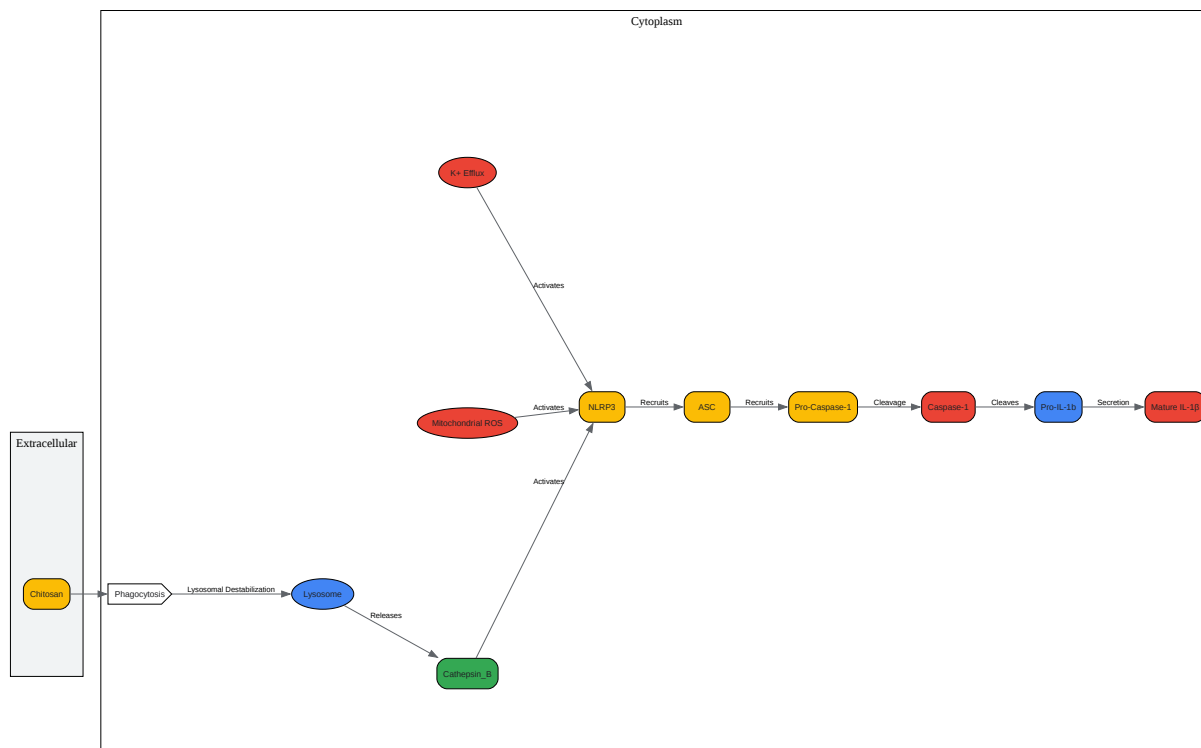 Cytoplasm
K+ Efflux
Activates
NLRP3
Recruits
ASC
Recruits
Pro-Caspase-1
Cleavage
Caspase-1
Cleaves
Pro-IL-1b
Secretion
Mature IL-1β
Activates
Mitochondrial ROS
Extracellular
Activates
Chitosan
Phagocytosis
Lysosomal Destabilization
Lysosome
Releases
Cathepsin_B